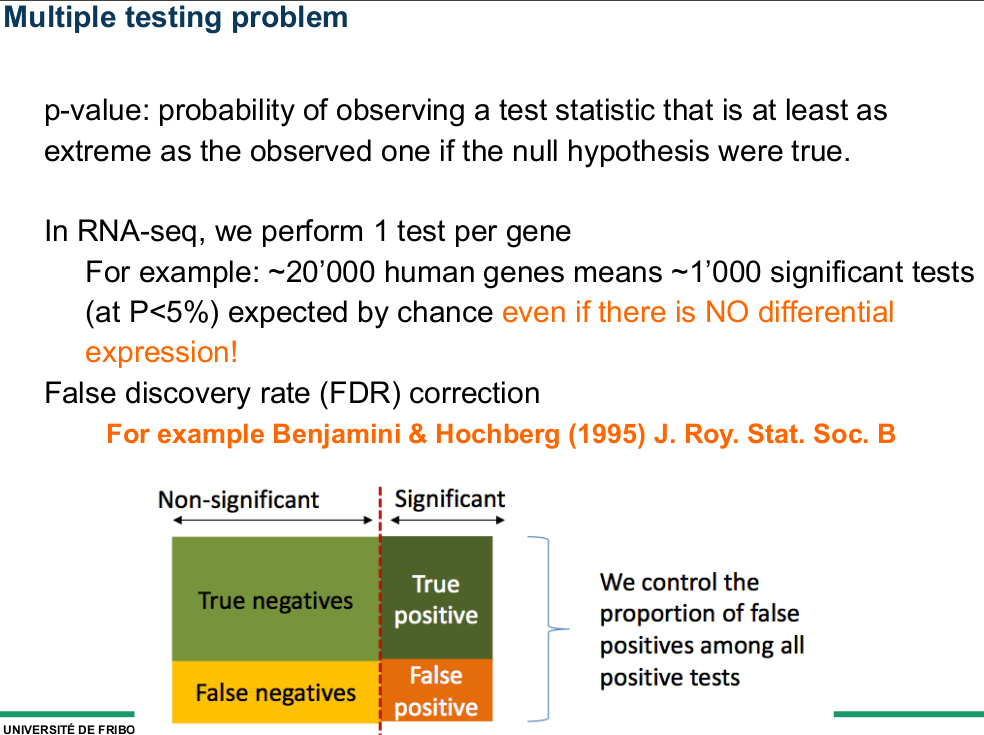 Multiple testing problem
p-value: probability of observing a test statistic that is at least as
extreme as the observed one if the null hypothesis were true.
In RNA-seq, we perform 1 test per gene
For example: ~20’000 human genes means ~1’000 significant tests
(at P<5%) expected by chance even if there is NO differential
expression!
False discovery rate (FDR) correction
For example Benjamini & Hochberg (1995) J. Roy. Stat. Soc. B
Non-significant
Significant
True negatives
True
positive
False negatives
False
positive
We control the
proportion of false
positives among all
positive tests
UNIVERSITÉ DE FRIBO